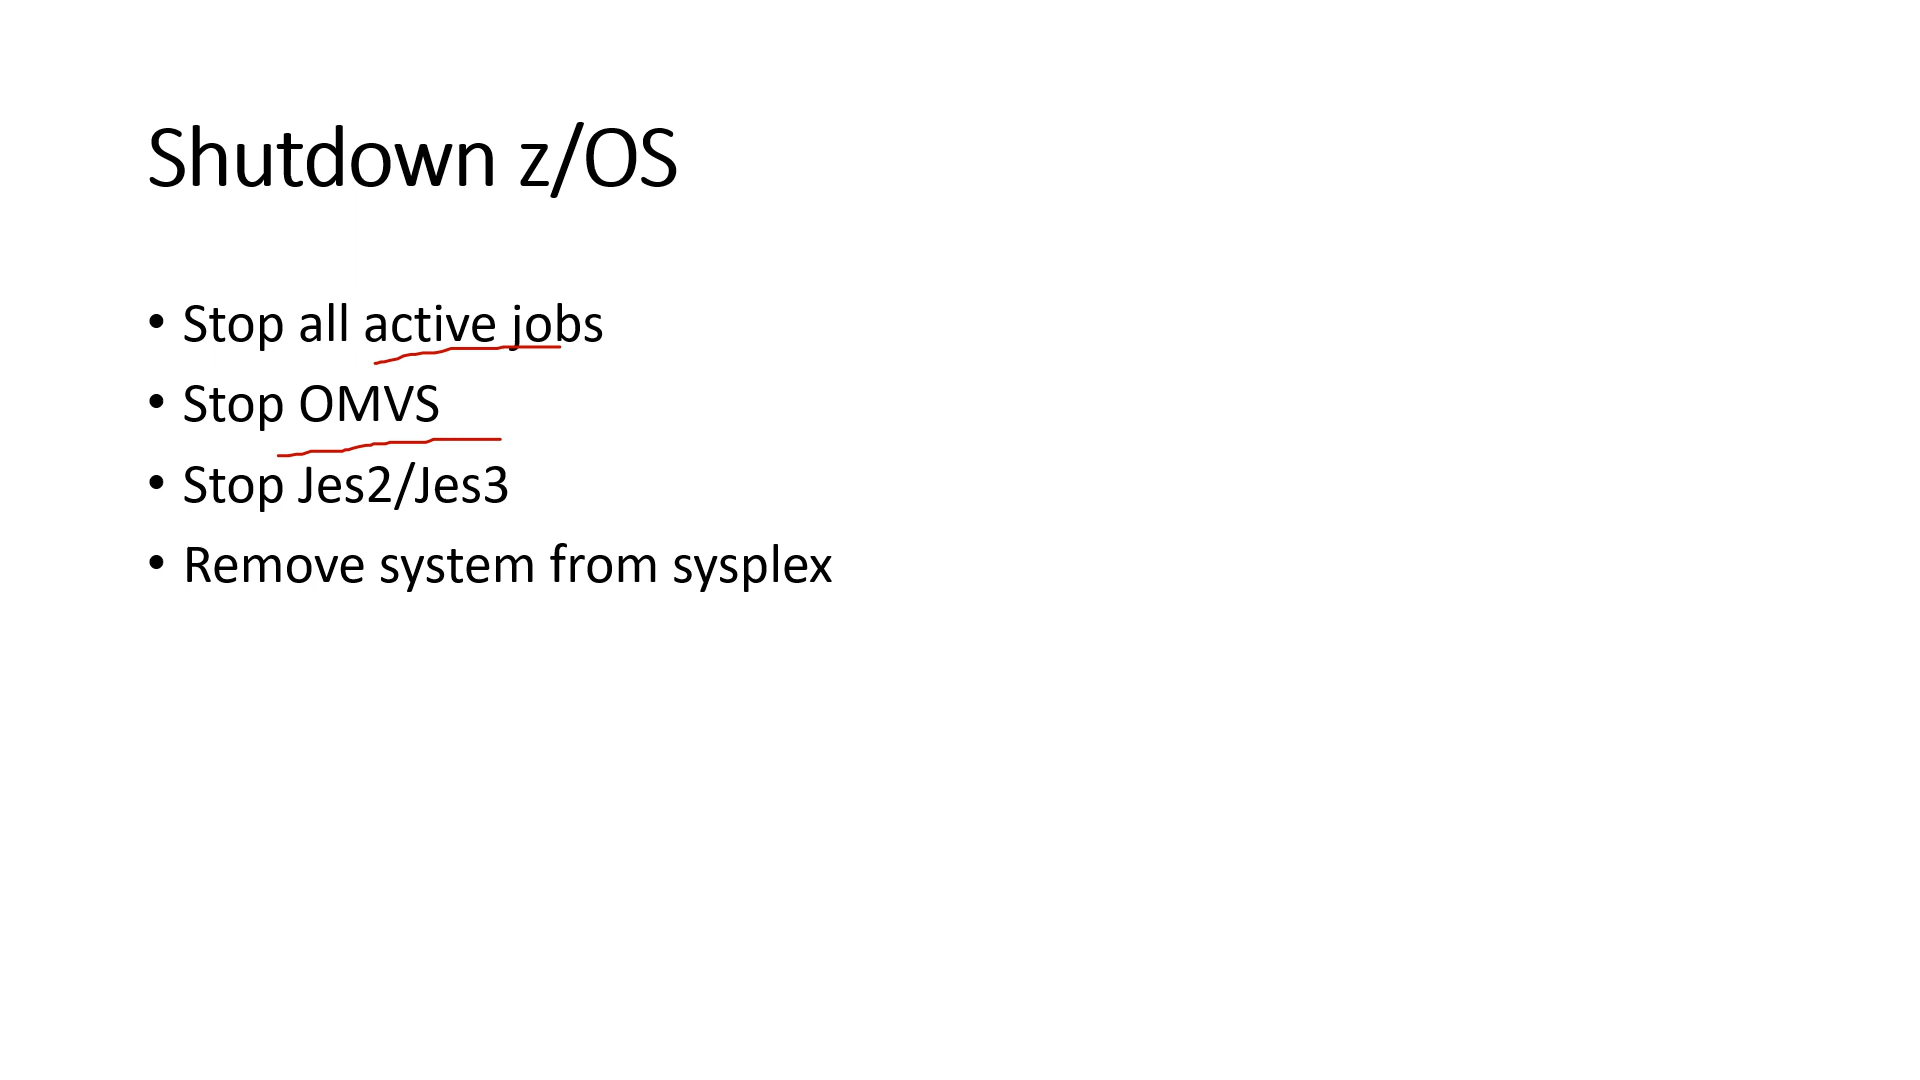 Shutdown z/OS
• Stop all active jobs
• Stop OMVS
• Stop Jes2/Jes3
• Remove system from sysplex